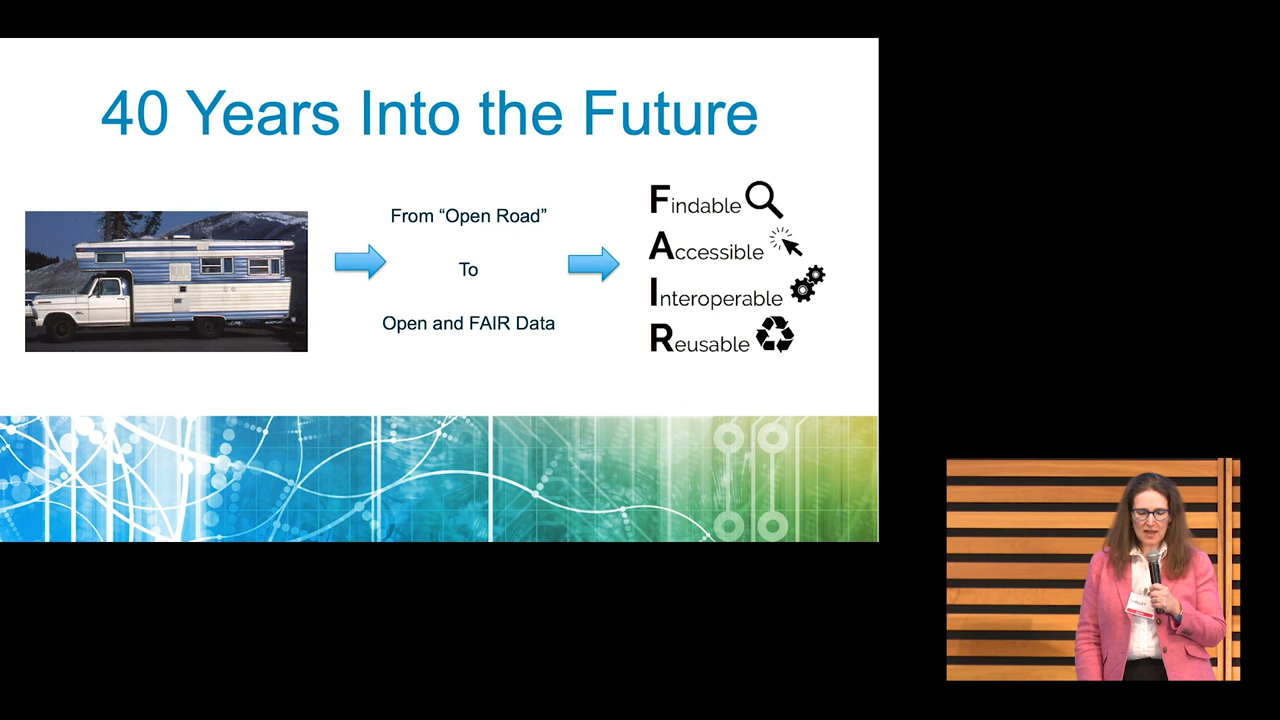 40 Years Into the Future
From “Open Road”
To
Open and FAIR Data
Findable
Accessible
Interoperable
Reusable